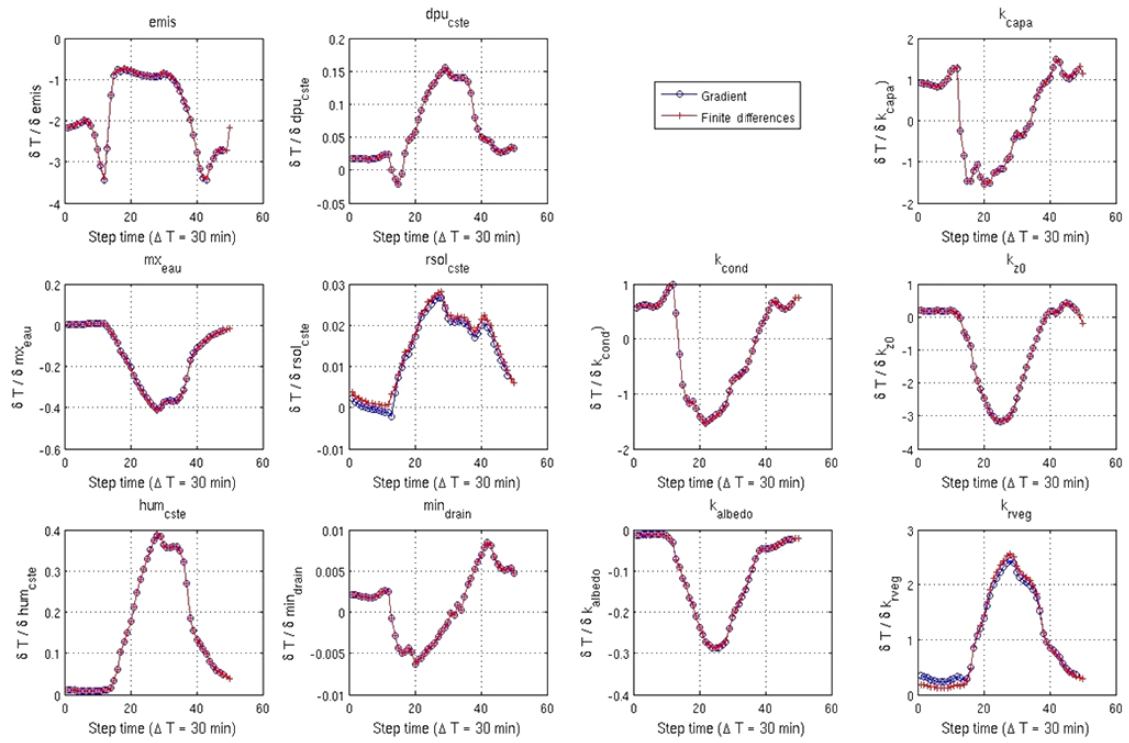 emis
0
-1
-2
-3
-4
δ T / δ emis
0 20 40 60
Step time (Δ T = 30 min)
dpu_cste
0.2
0.15
0.1
0.05
0
-0.05
δ T / δ dpu_cste
0 20 40 60
Step time (Δ T = 30 min)
Gradient
Finite differences
k_capa
2
1
0
-1
-2
δ T / δ k_capa)
0 20 40 60
Step time (Δ T = 30 min)
mx_eau
0.2
0
-0.2
-0.4
-0.6
δ T / δ mx_eau
0 20 40 60
Step time (Δ T = 30 min)
rsol_cste
0.03
0.02
0.01
0
-0.01
δ T / δ rsol_cste
0 20 40 60
Step time (Δ T = 30 min)
k_cond
1
0
-1
-2
δ T / δ k_cond)
0 20 40 60
Step time (Δ T = 30 min)
k_z0
1
0
-1
-2
-3
-4
δ T / δ k_z0
0 20 40 60
Step time (Δ T = 30 min)
hum_cste
0.4
0.3
0.2
0.1
0
δ T / δ hum_cste
0 20 40 60
Step time (Δ T = 30 min)
min_drain
0.01
0.005
0
-0.005
-0.01
δ T / δ min_drain
0 20 40 60
Step time (Δ T = 30 min)
k_albedo
0
-0.1
-0.2
-0.3
-0.4
δ T / δ k_albedo
0 20 40 60
Step time (Δ T = 30 min)
k_rveg
3
2
1
0
δ T / δ k_rveg
0 20 40 60
Step time (Δ T = 30 min)